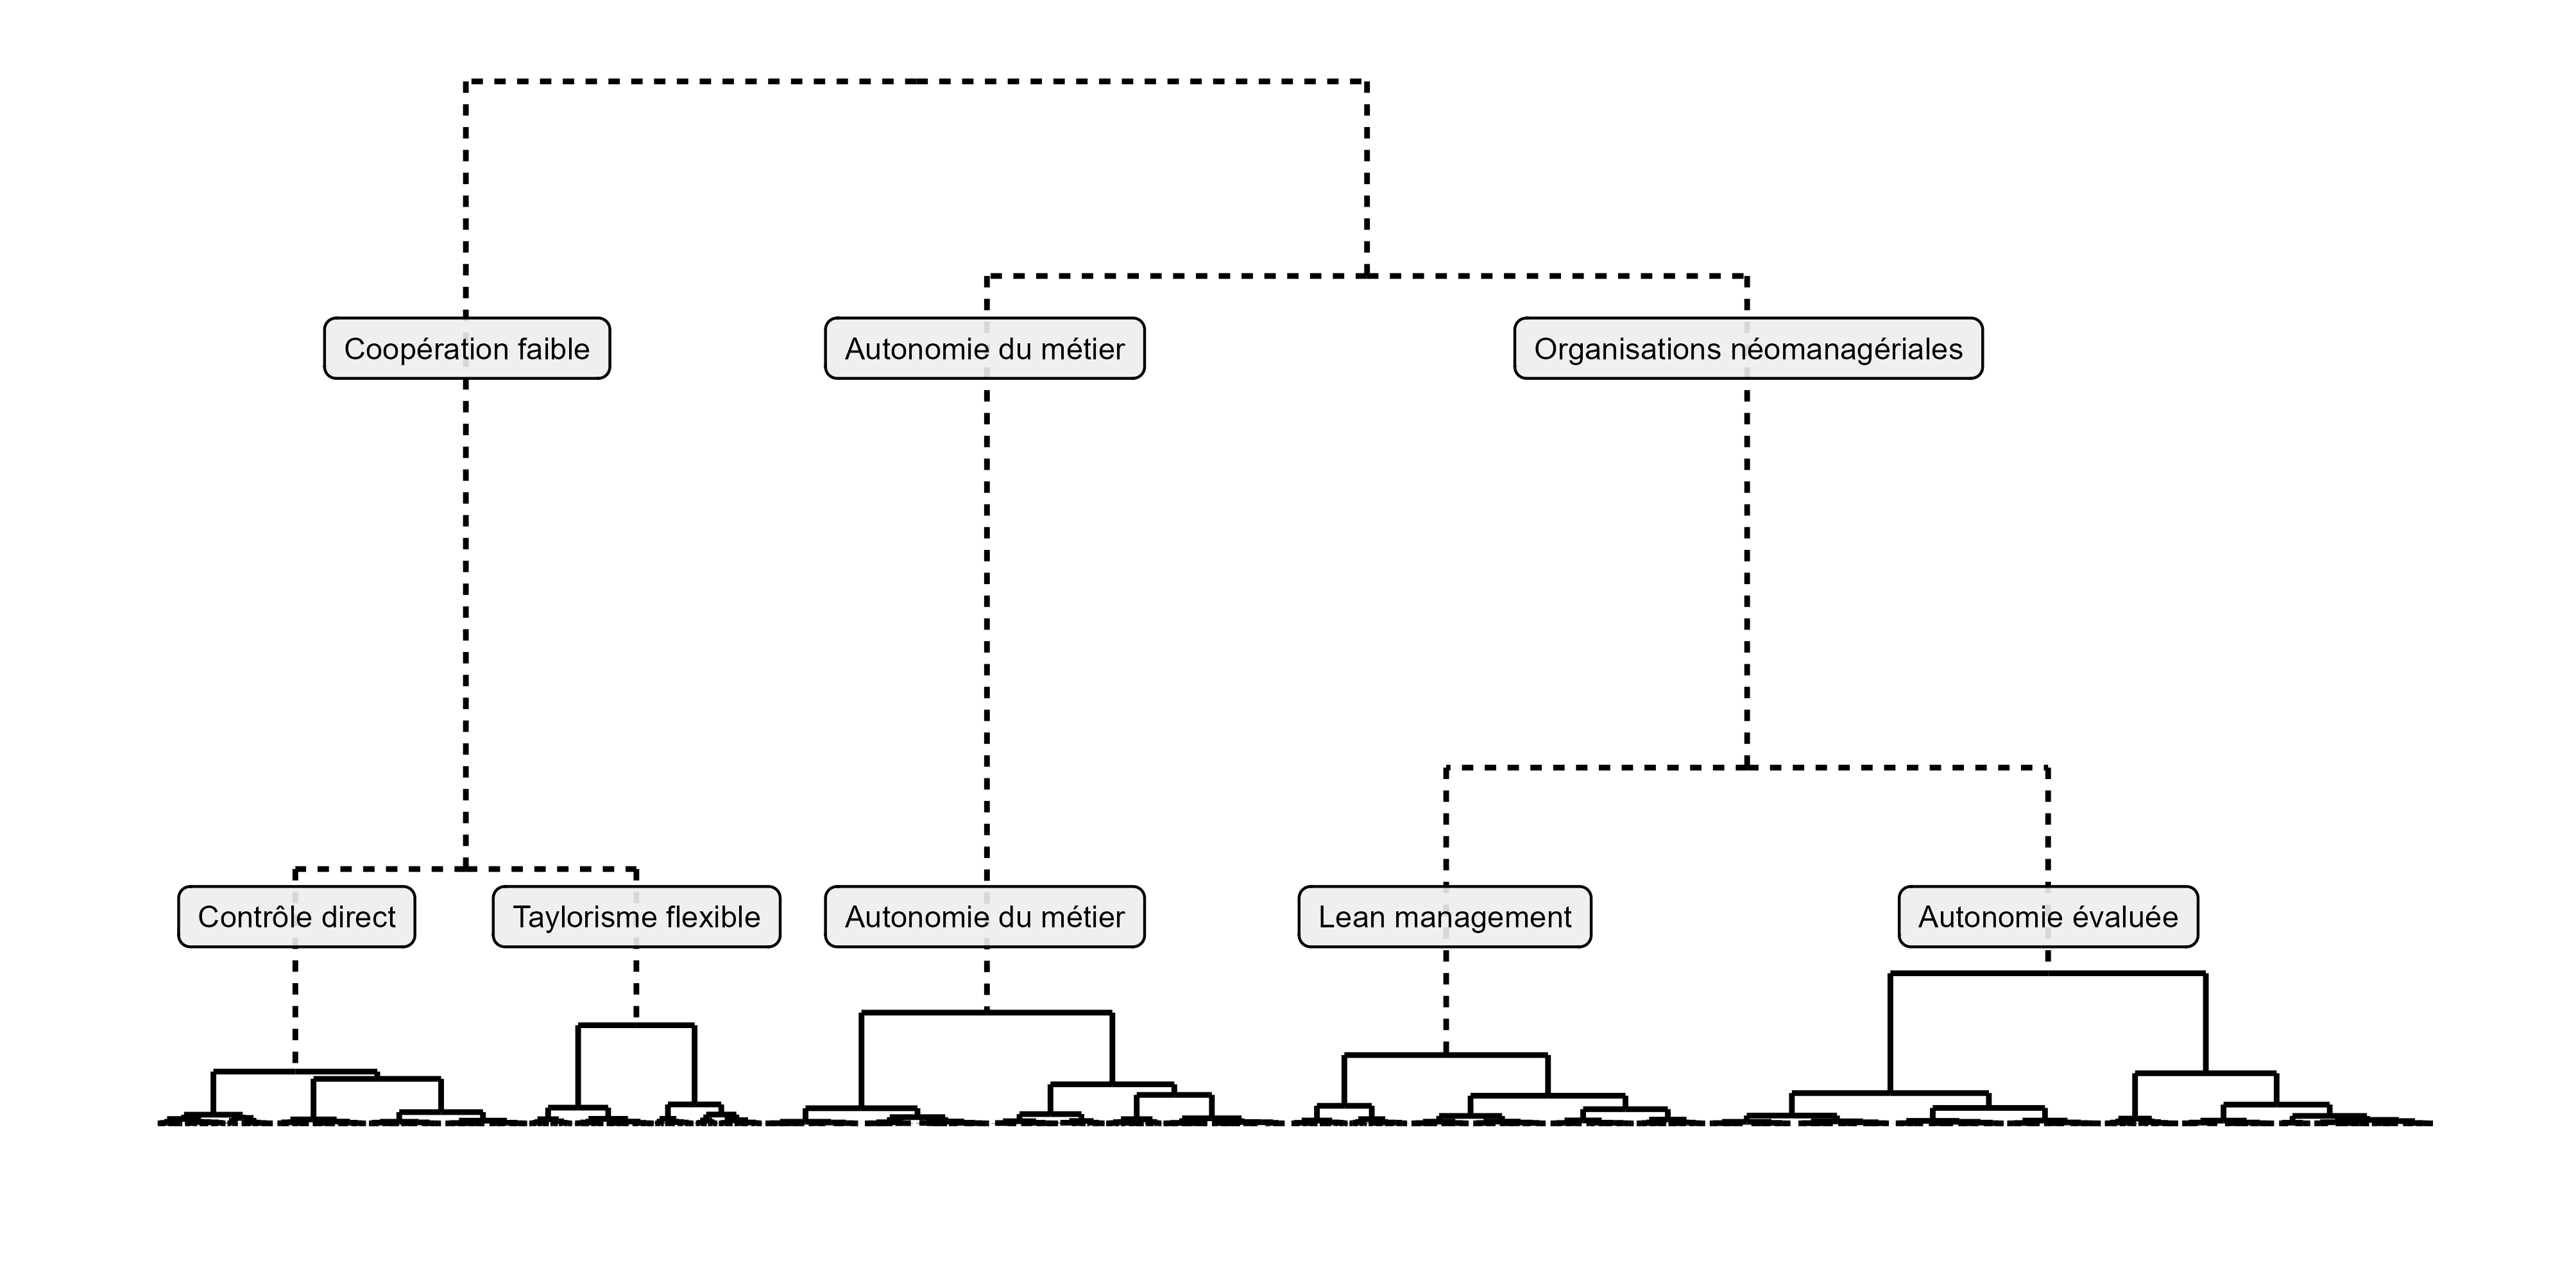 Coopération faible
Autonomie du métier
Organisations néomanagériales
Contrôle direct
Taylorisme flexible
Autonomie du métier
Lean management
Autonomie évaluée